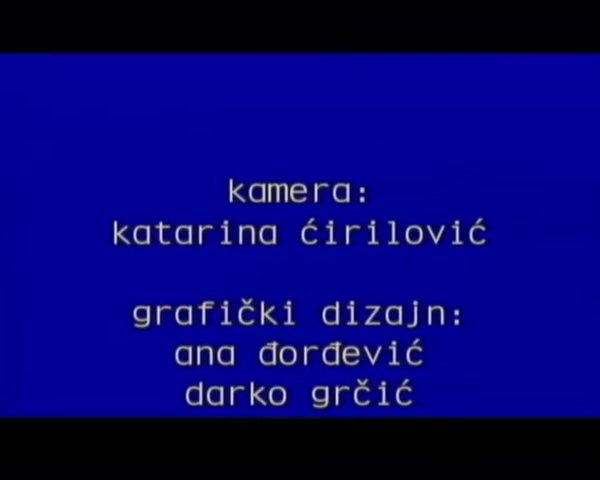 kamera:
katarina ćirilović
grafički dizajn:
ana đorđević
darko grčić